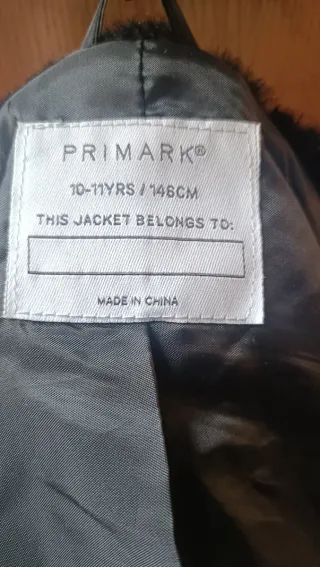 PRIMARK®
10-11YRS / 146CM
THIS JACKET BELONGS TO:
MADE IN CHINA